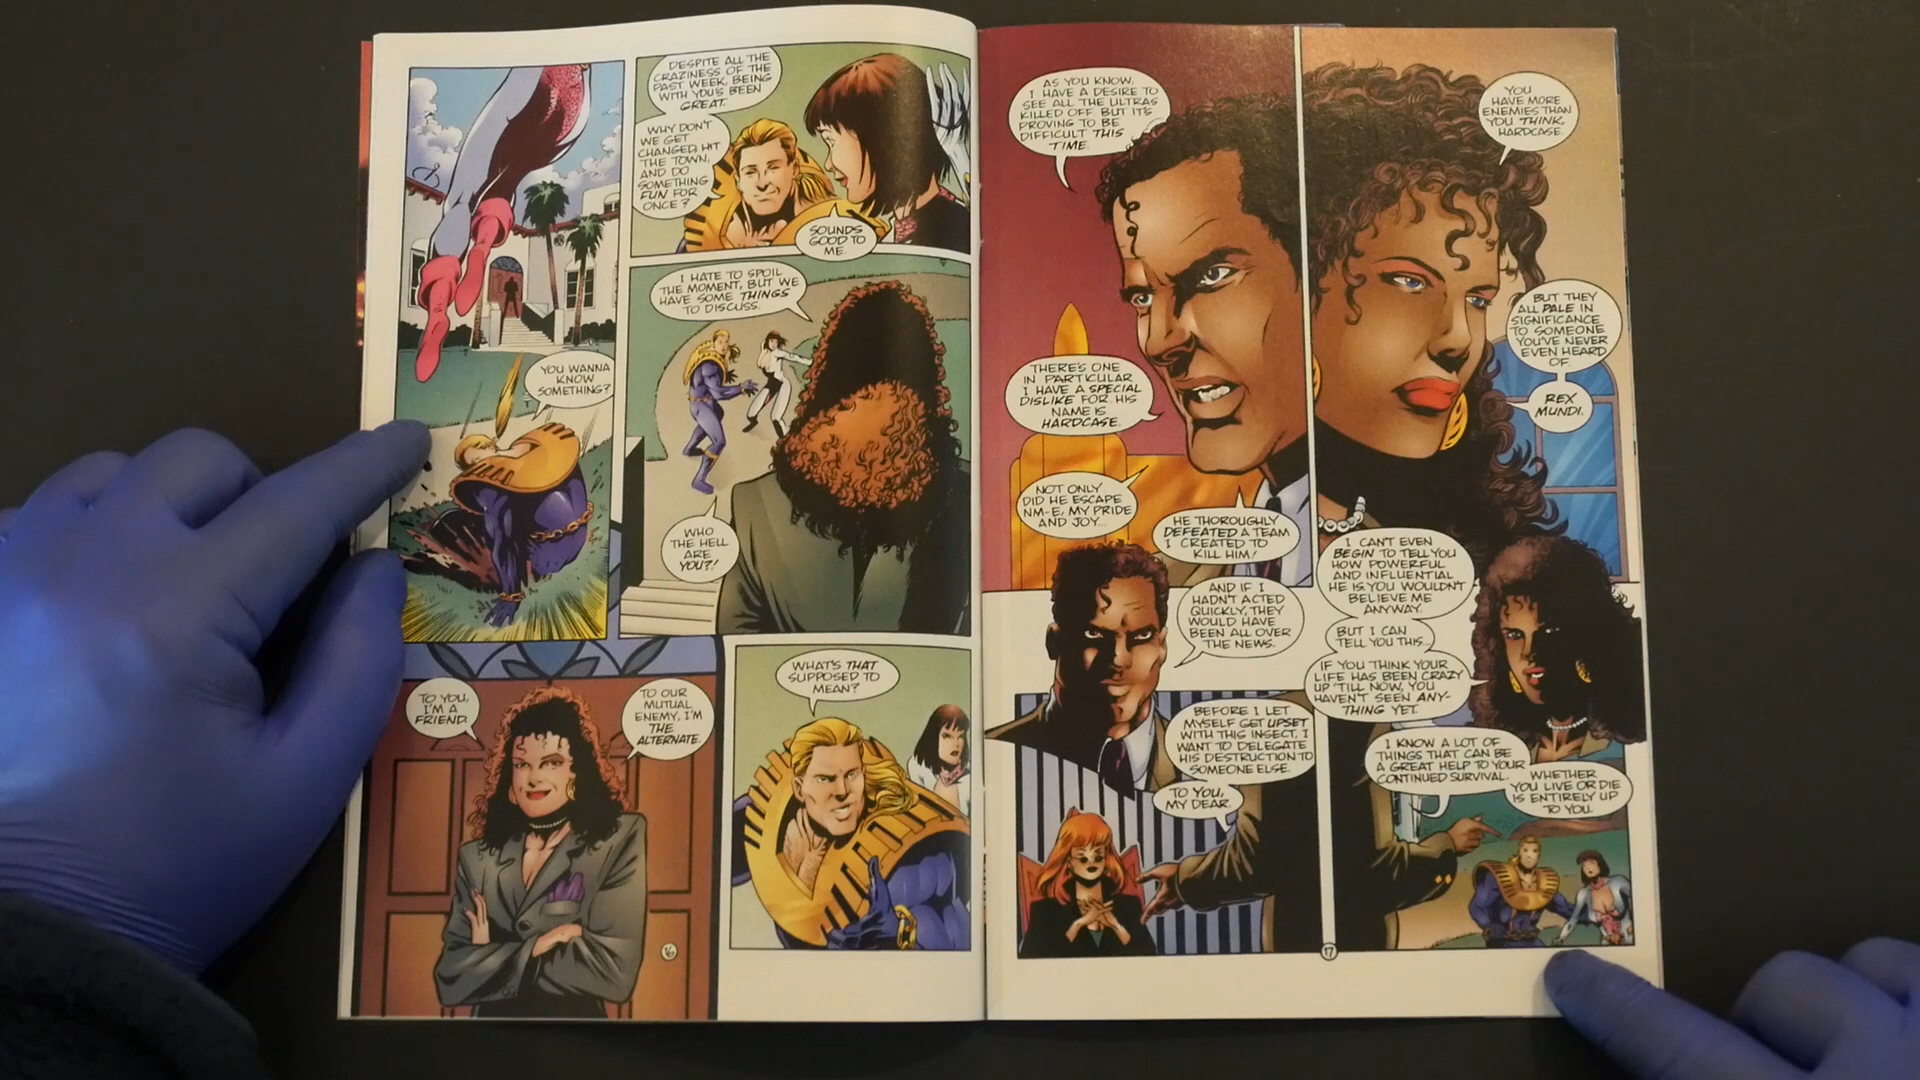 YOU WANNA
KNOW
SOMETHING?
DESPITE ALL THE
CRAZINESS OF THE
PAST WEEK, BEING
WITH YOU'S BEEN
GREAT.
WHY DON'T
WE GET
CHANGED, HIT
THE TOWN,
AND DO
SOMETHING
FUN FOR
ONCE?
SOUNDS
GOOD TO
ME.
I HATE TO SPOIL
THE MOMENT, BUT WE
HAVE SOME THINGS
TO DISCUSS.
WHO
THE HELL
ARE
YOU?!
TO YOU,
I'M A
FRIEND.
TO OUR
MUTUAL
ENEMY, I'M
THE
ALTERNATE.
WHAT'S THAT
SUPPOSED TO
MEAN?
16
AS YOU KNOW,
I HAVE A DESIRE TO
SEE ALL THE ULTRAS
KILLED OFF. BUT IT'S
PROVING TO BE
DIFFICULT THIS
TIME.
THERE'S ONE
IN PARTICULAR
I HAVE A SPECIAL
DISLIKE FOR. HIS
NAME IS
HARDCASE.
NOT ONLY
DID HE ESCAPE
NM-E, MY PRIDE
AND JOY...
HE THOROUGHLY
DEFEATED A TEAM
I CREATED TO
KILL HIM!
AND IF I
HADN'T ACTED
QUICKLY, THEY
WOULD HAVE
BEEN ALL OVER
THE NEWS.
BEFORE I LET
MYSELF GET UPSET
WITH THIS INSECT, I
WANT TO DELEGATE
HIS DESTRUCTION TO
SOMEONE ELSE.
TO YOU,
MY DEAR.
YOU
HAVE MORE
ENEMIES THAN
YOU THINK,
HARDCASE.
BUT THEY
ALL PALE IN
SIGNIFICANCE
TO SOMEONE
YOU'VE NEVER
EVEN HEARD
OF.
REX
MUNDI.
I CAN'T EVEN
BEGIN TO TELL YOU
HOW POWERFUL
AND INFLUENTIAL
HE IS. YOU WOULDN'T
BELIEVE ME
ANYWAY.
BUT I CAN
TELL YOU THIS...
IF YOU THINK YOUR
LIFE HAS BEEN CRAZY
UP 'TILL NOW, YOU
HAVEN'T SEEN ANY-
THING YET.
I KNOW A LOT OF
THINGS THAT CAN BE
A GREAT HELP TO YOUR
CONTINUED SURVIVAL.
WHETHER
YOU LIVE OR DIE
IS ENTIRELY UP
TO YOU.
17